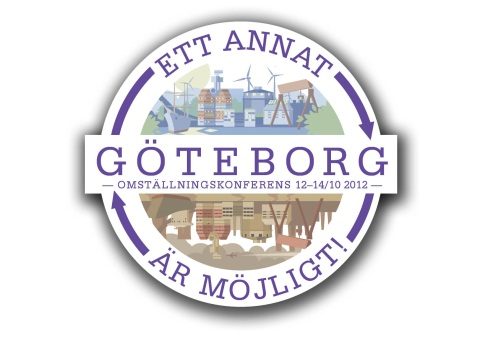 ETT ANNAT
GÖTEBORG
— OMSTÄLLNINGSKONFERENS 12–14/10 2012 —
ÄR MÖJLIGT!